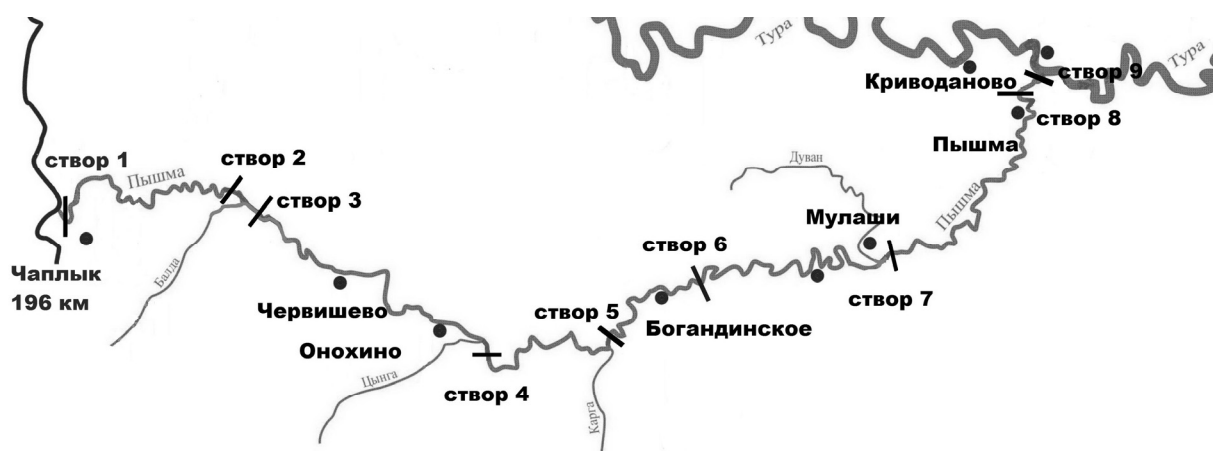 Тура
Тура
Криводаново
створ 9
створ 8
Пышма
створ 1
створ 2
Пышма
створ 3
Дуван
Мулаши
Пышма
створ 6
Чаплык
196 км
Балда
створ 7
Червишево
створ 5
Богандинское
Онохино
Цынга
створ 4
Карга